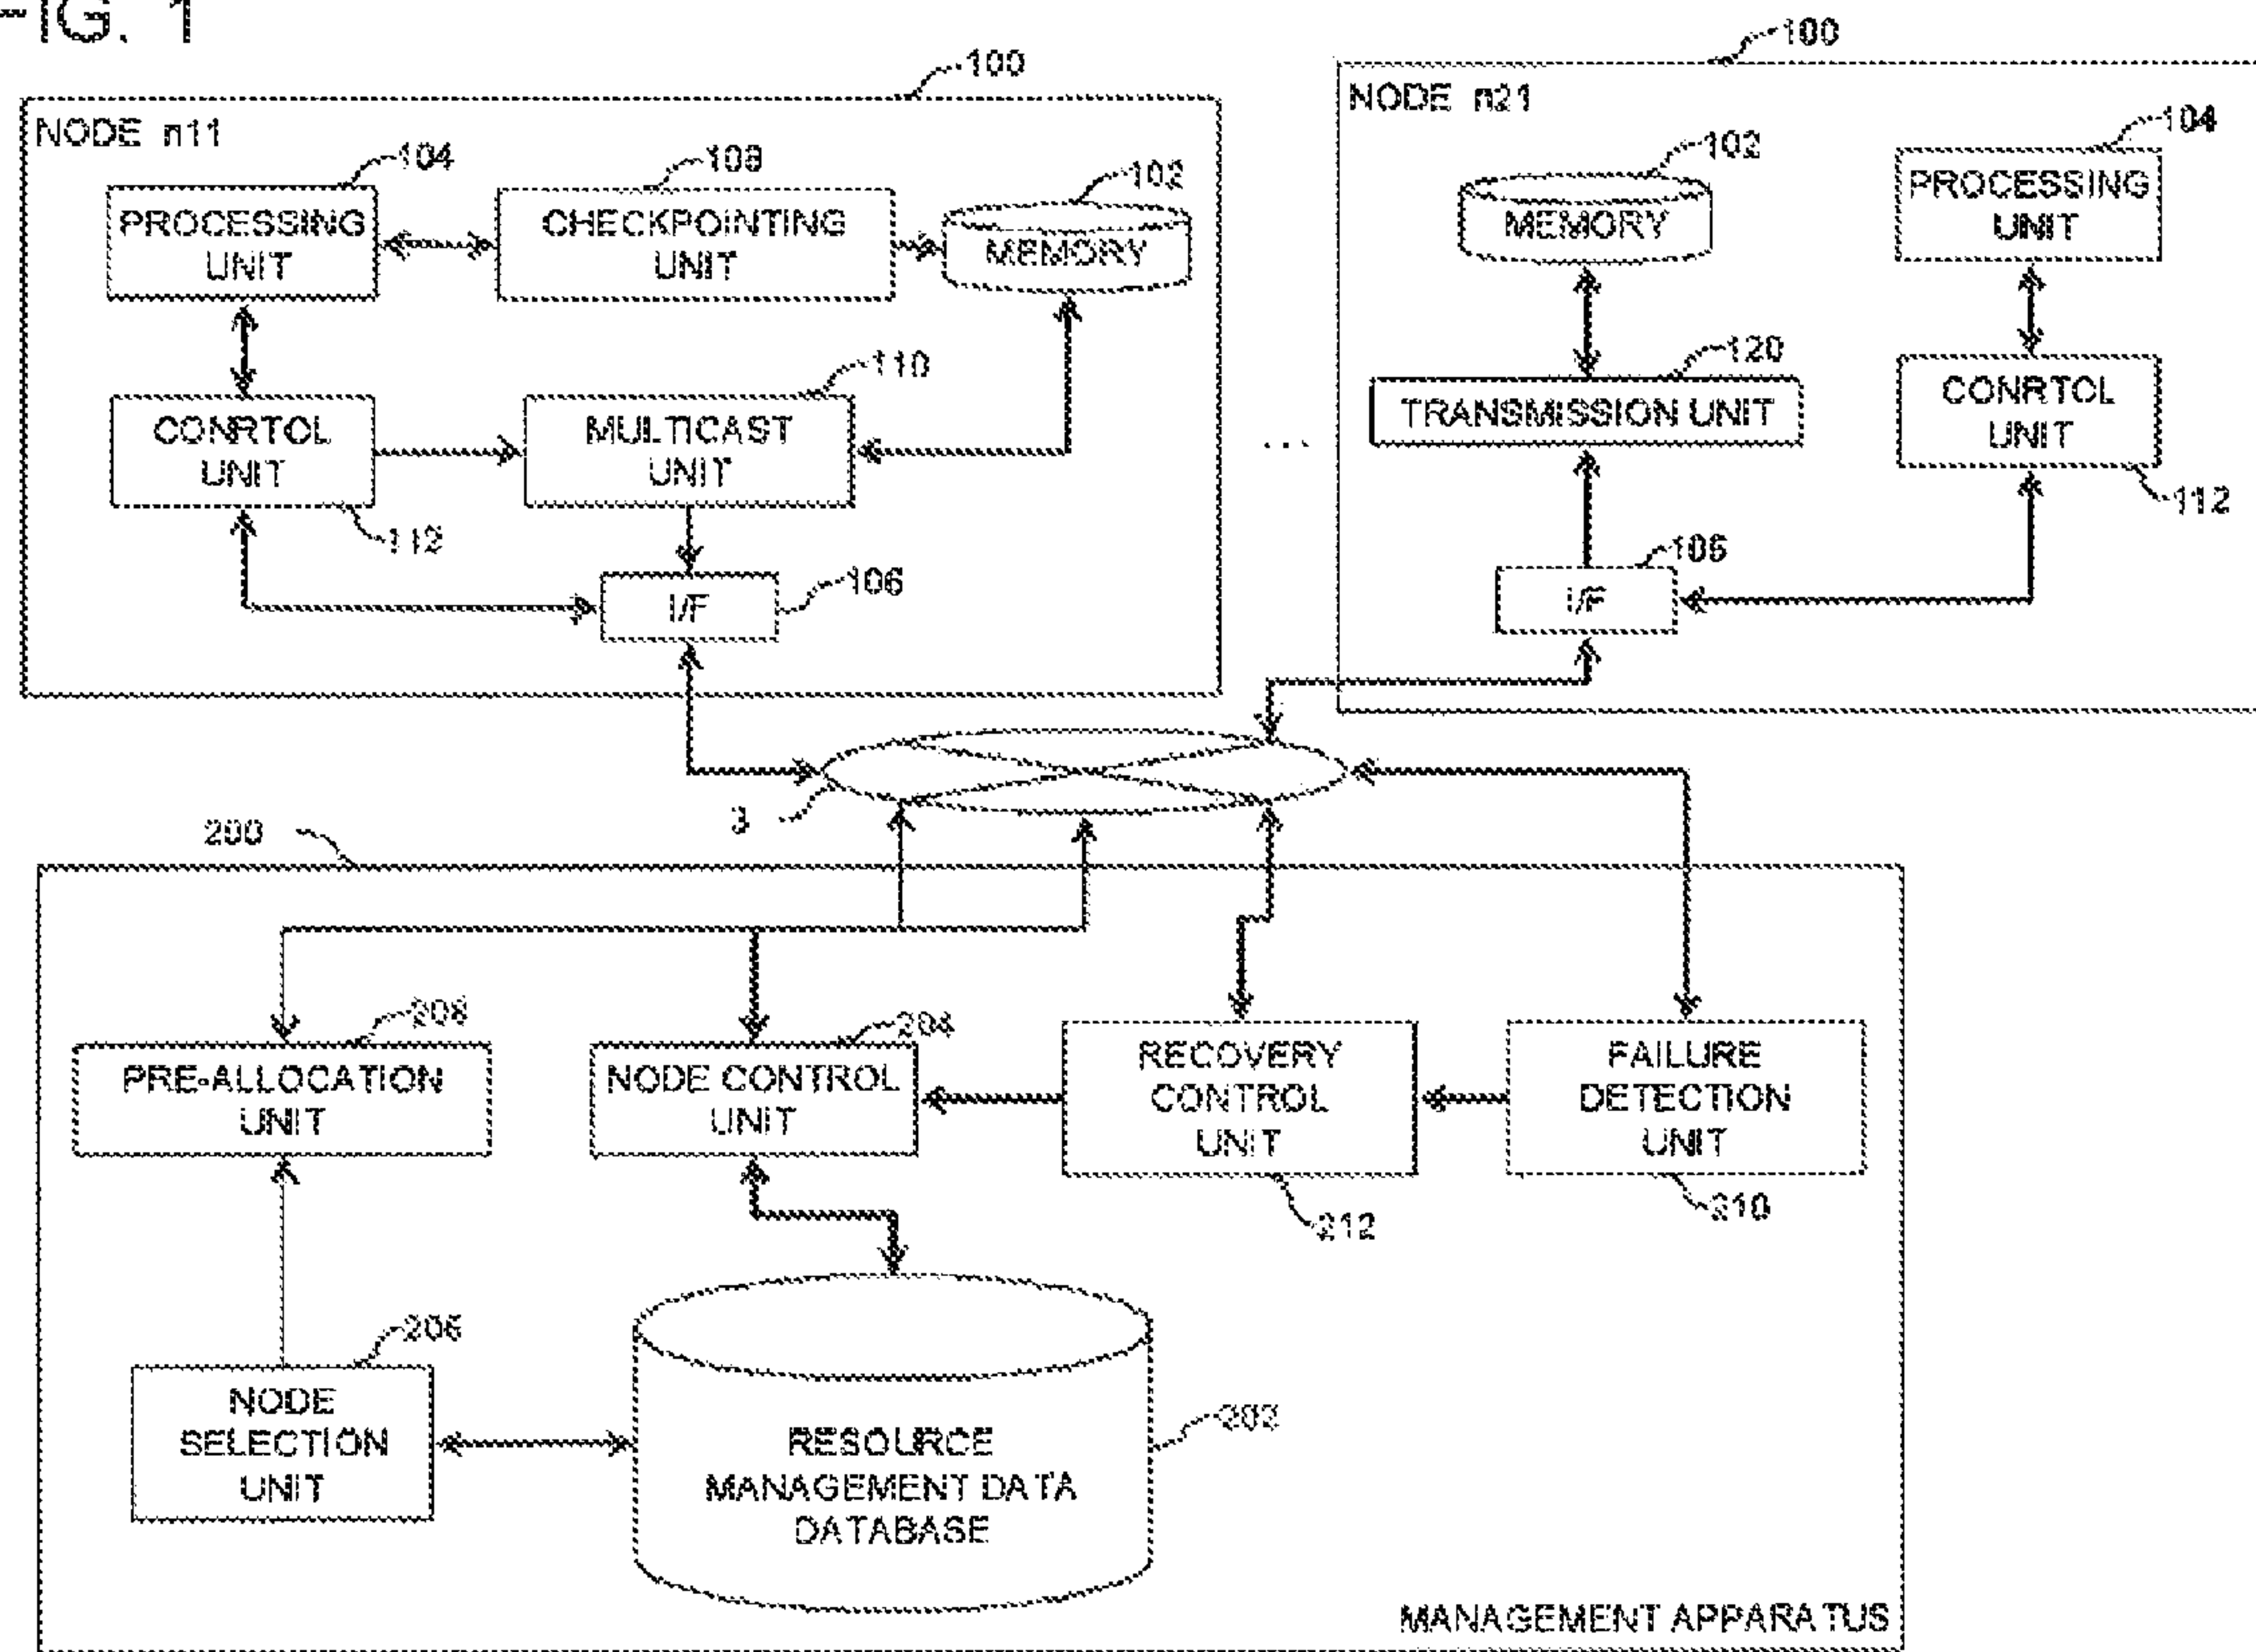 FIG. 1
100
NODE n11
104
PROCESSING
UNIT
108
CHECKPOINTING
UNIT
102
MEMORY
CONRTCL
UNIT
112
110
MULTICAST
UNIT
I/F
106
...
100
NODE n21
102
MEMORY
104
PROCESSING
UNIT
120
TRANSMISSION UNIT
CONRTCL
UNIT
112
106
I/F
3
200
208
PRE-ALLOCATION
UNIT
204
NODE CONTROL
UNIT
RECOVERY
CONTROL
UNIT
212
FAILURE
DETECTION
UNIT
210
206
NODE
SELECTION
UNIT
RESOURCE
MANAGEMENT DATA
DATABASE
202
MANAGEMENT APPARATUS